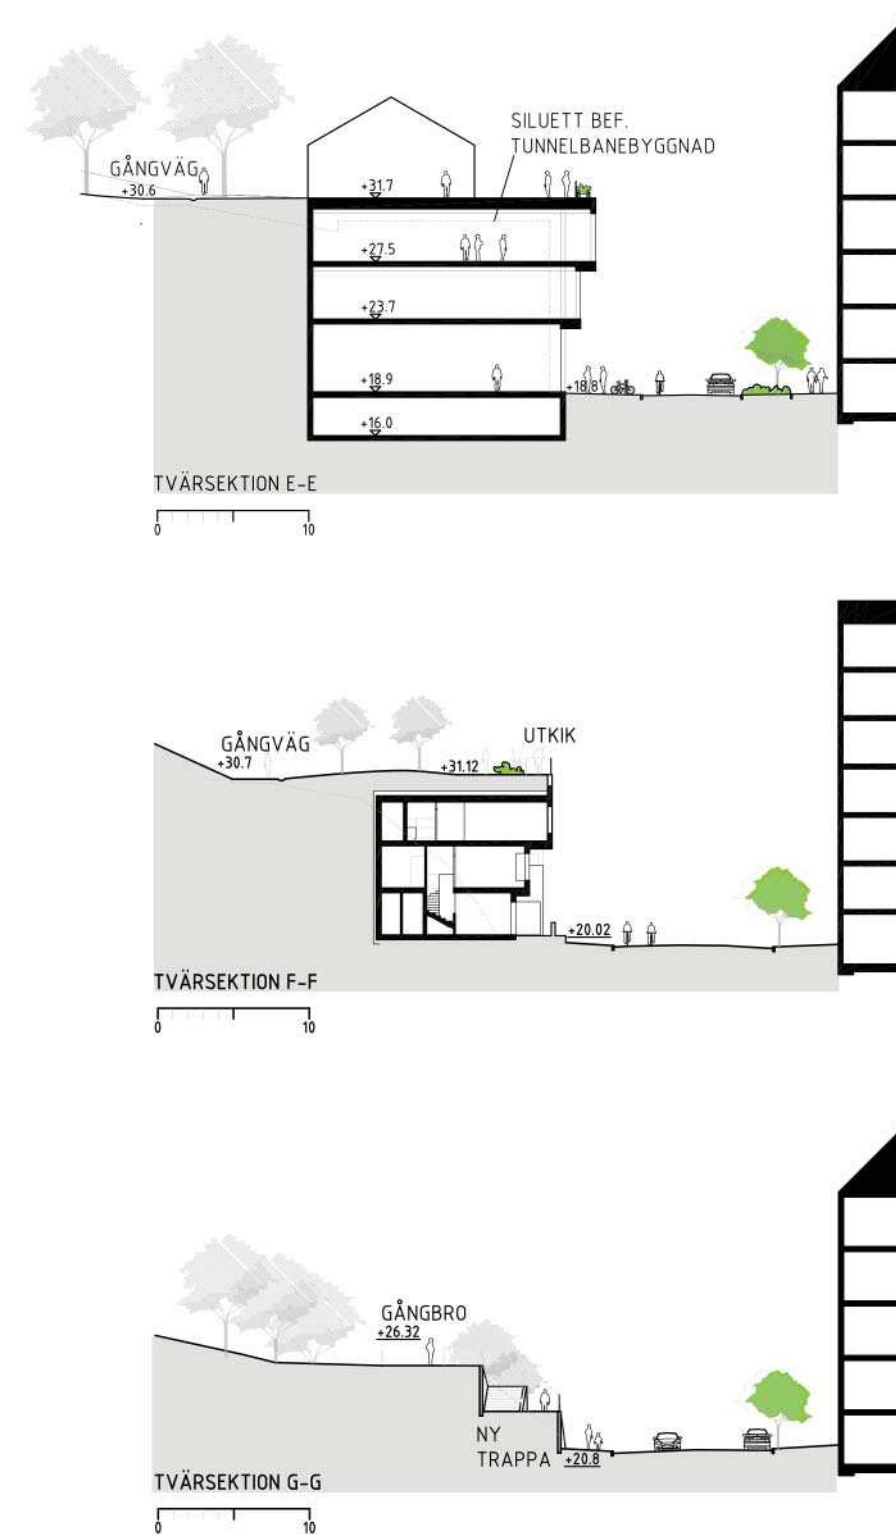 SILUETT BEF.
TUNNELBANEBYGGNAD
GÅNGVÄG
+30.6
+31.7
+27.5
+23.7
+18.9
+18.8
+16.0
TVÄRSEKTION E-E
0 10
UTKIK
GÅNGVÄG
+30.7
+31.12
+20.02
TVÄRSEKTION F-F
0 10
GÅNGBRO
+26.32
NY
TRAPPA
+20.8
TVÄRSEKTION G-G
0 10